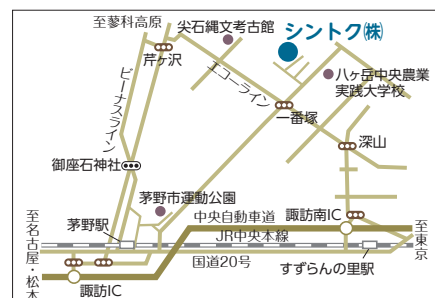 至蓼科高原
尖石縄文考古館
シントク㈱
芹ヶ沢
エコーライン
八ヶ岳中央農業
実践大学校
ビーナスライン
一番塚
深山
御座石神社
茅野市運動公園
至名古屋・松本
茅野駅
中央自動車道
諏訪南IC
JR中央本線
至東京
国道20号
すずらんの里駅
諏訪IC